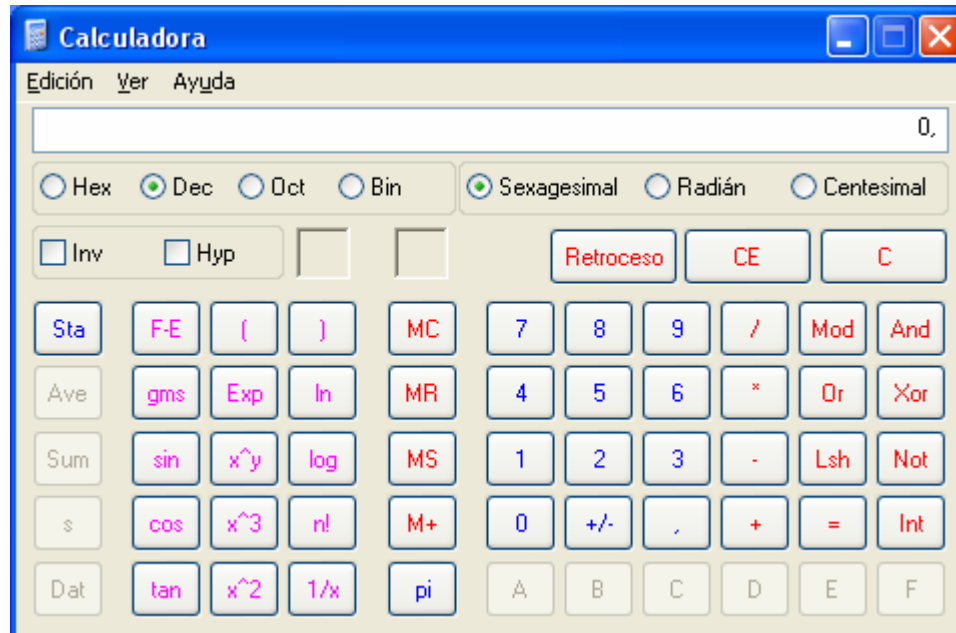 Calculadora
Edición Ver Ayuda
0,
Hex Dec Oct Bin Sexagesimal Radián Centesimal
Inv Hyp Retroceso CE C
Sta F-E ( ) MC 7 8 9 / Mod And
Ave gms Exp ln MR 4 5 6 * Or Xor
Sum sin x^y log MS 1 2 3 - Lsh Not
s cos x^3 n! M+ 0 +/- , + = Int
Dat tan x^2 1/x pi A B C D E F